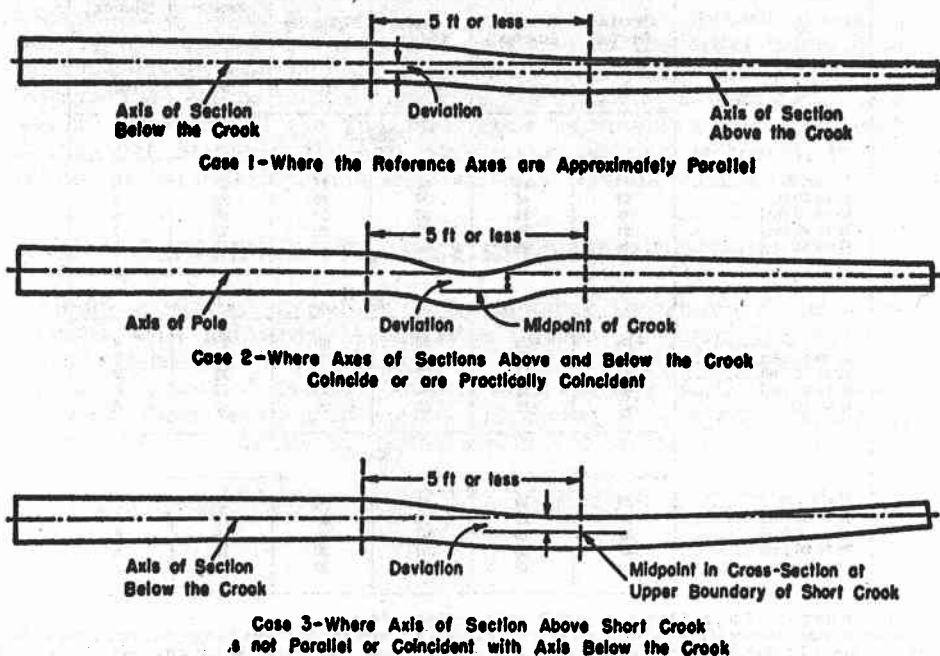 5 ft or less
Axis of Section
Below the Crook
Deviation
Axis of Section
Above the Crook
Case 1-Where the Reference Axes are Approximately Parallel
5 ft or less
Axis of Pole
Deviation
Midpoint of Crook
Case 2-Where Axes of Sections Above and Below the Crook
Coincide or are Practically Coincident
5 ft or less
Axis of Section
Below the Crook
Deviation
Midpoint in Cross-Section at
Upper Boundary of Short Crook
Case 3-Where Axis of Section Above Short Crook
.s not Parallel or Coincident with Axis Below the Crook